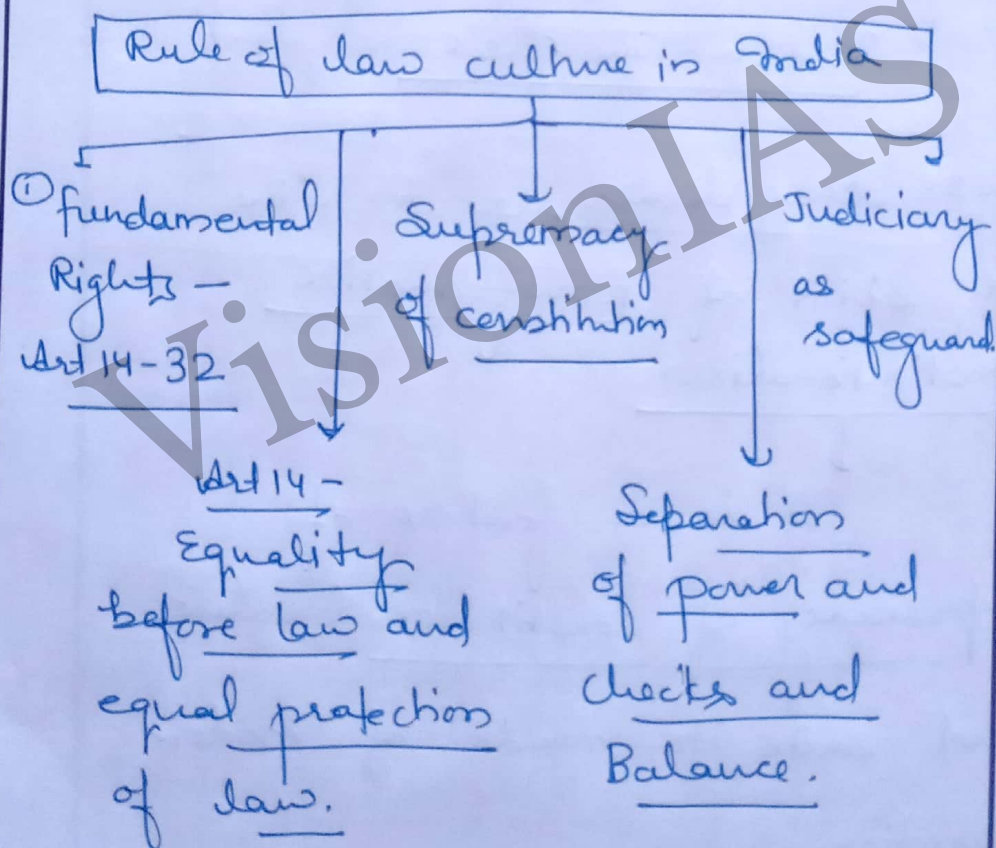 Rule of law culture in India
① fundamental
Rights –
Art 14-32
Art 14 -
Equality
before law and
equal protection
of law.
Supremacy
of constitution
Separation
of power and
checks and
Balance.
Judiciary
as
safeguard.
VisionIAS